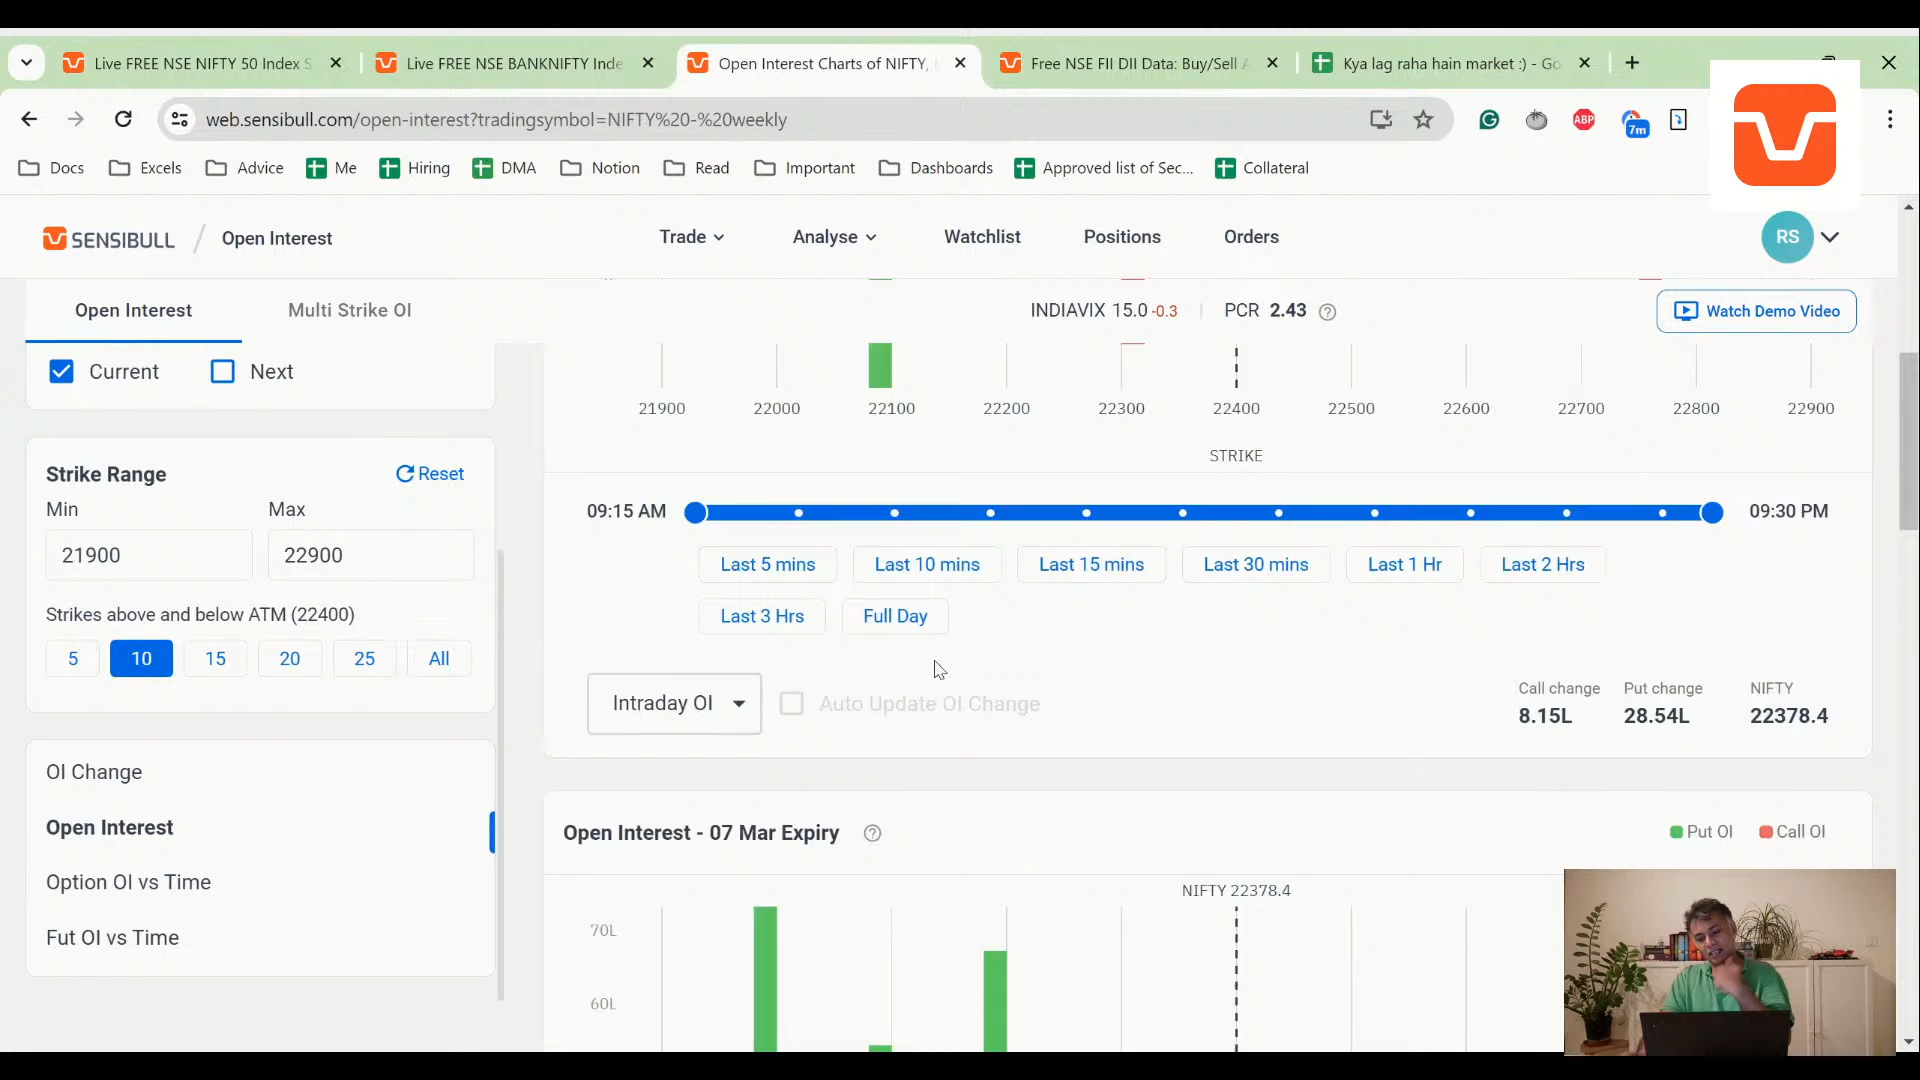 Live FREE NSE NIFTY 50 Index S
Live FREE NSE BANKNIFTY Inde
Open Interest Charts of NIFTY,
Free NSE FII DII Data: Buy/Sell A
Kya lag raha hain market :) - Go
web.sensibull.com/open-interest?tradingsymbol=NIFTY%20-%20weekly
ABP
7m
Docs
Excels
Advice
Me
Hiring
DMA
Notion
Read
Important
Dashboards
Approved list of Sec...
Collateral
SENSIBULL / Open Interest
Trade
Analyse
Watchlist
Positions
Orders
RS
Open Interest
Multi Strike OI
INDIAVIX 15.0 -0.3
PCR 2.43
Watch Demo Video
Current
Next
21900 22000 22100 22200 22300 22400 22500 22600 22700 22800 22900
STRIKE
Strike Range
Reset
Min
Max
21900
22900
Strikes above and below ATM (22400)
5 10 15 20 25 All
09:15 AM
09:30 PM
Last 5 mins
Last 10 mins
Last 15 mins
Last 30 mins
Last 1 Hr
Last 2 Hrs
Last 3 Hrs
Full Day
Intraday OI
Auto Update OI Change
Call change
8.15L
Put change
28.54L
NIFTY
22378.4
OI Change
Open Interest
Option OI vs Time
Fut OI vs Time
Open Interest - 07 Mar Expiry
Put OI
Call OI
NIFTY 22378.4
70L
60L